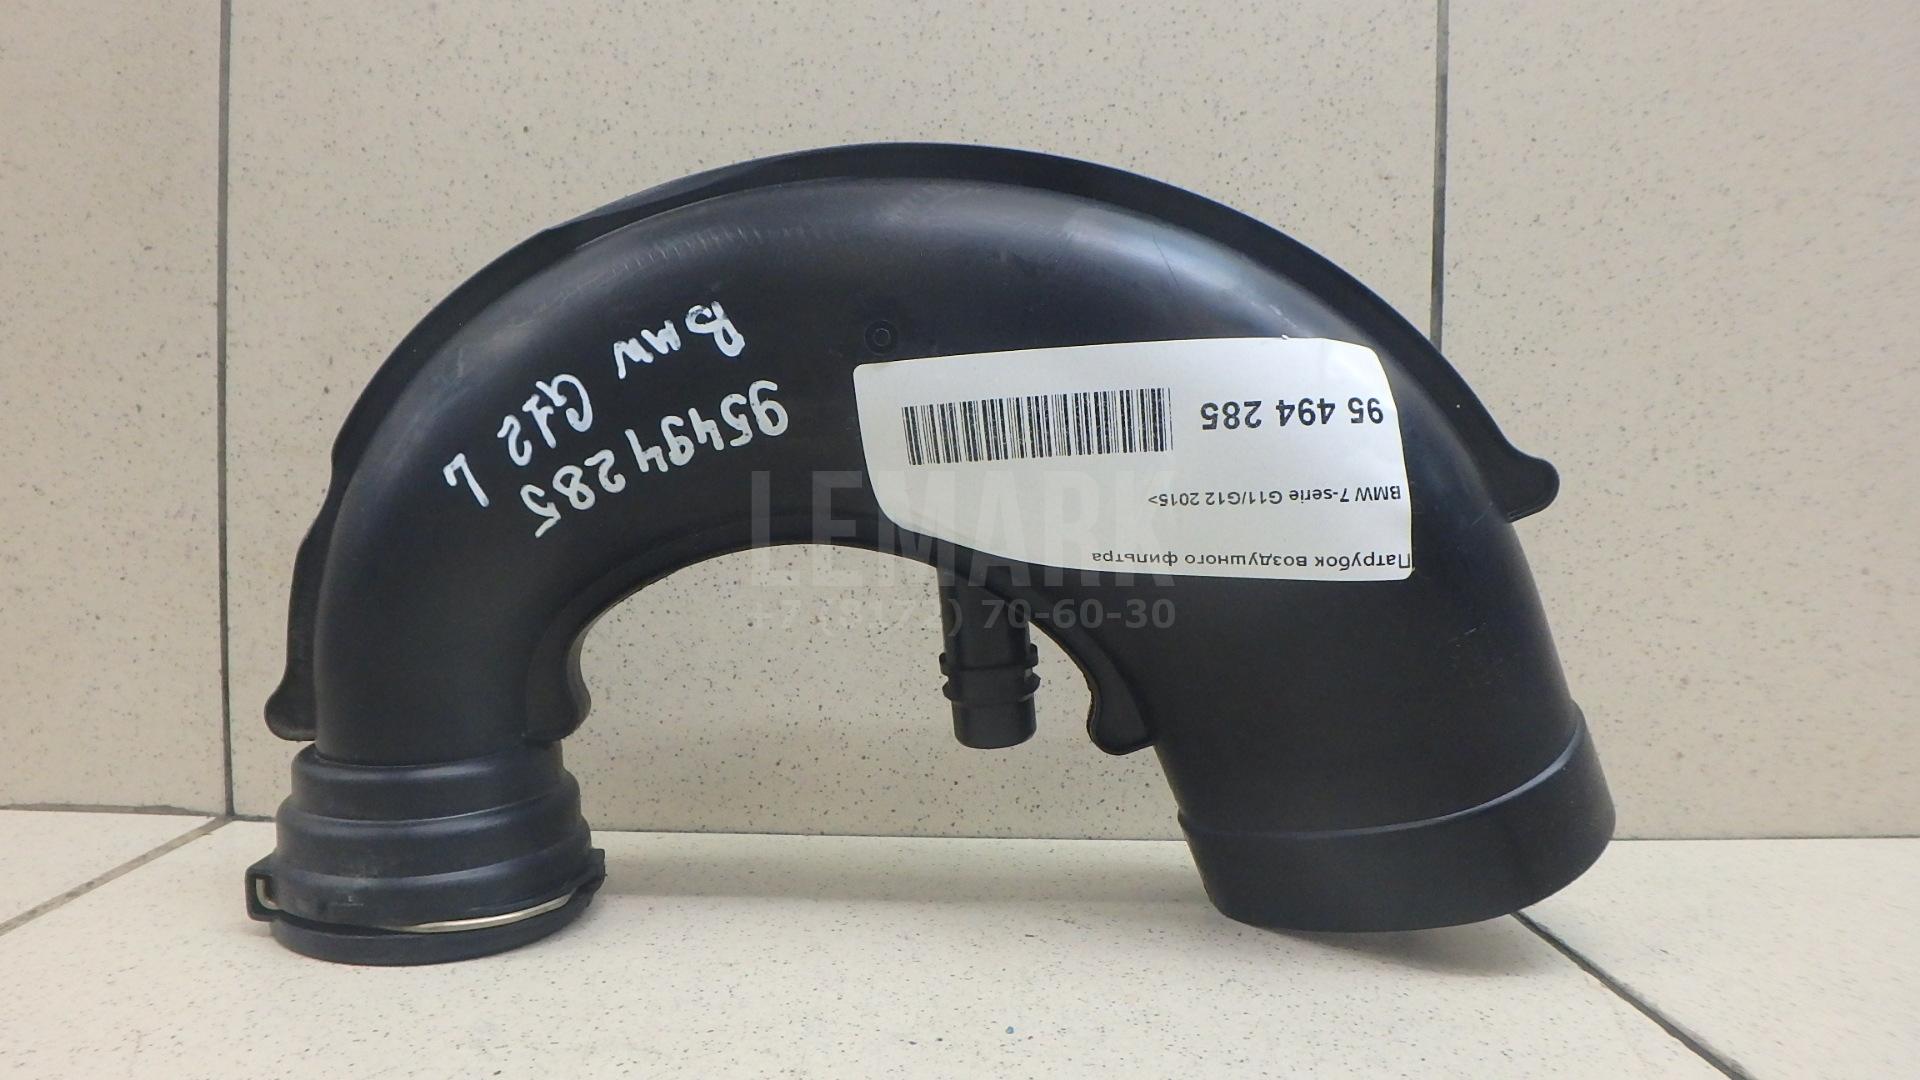 Патрубок воздушного фильтра
BMW 7-serie G11/G12 2015>
95 494 285
95494285
BMW G12 L
LEMARK
70-60-30